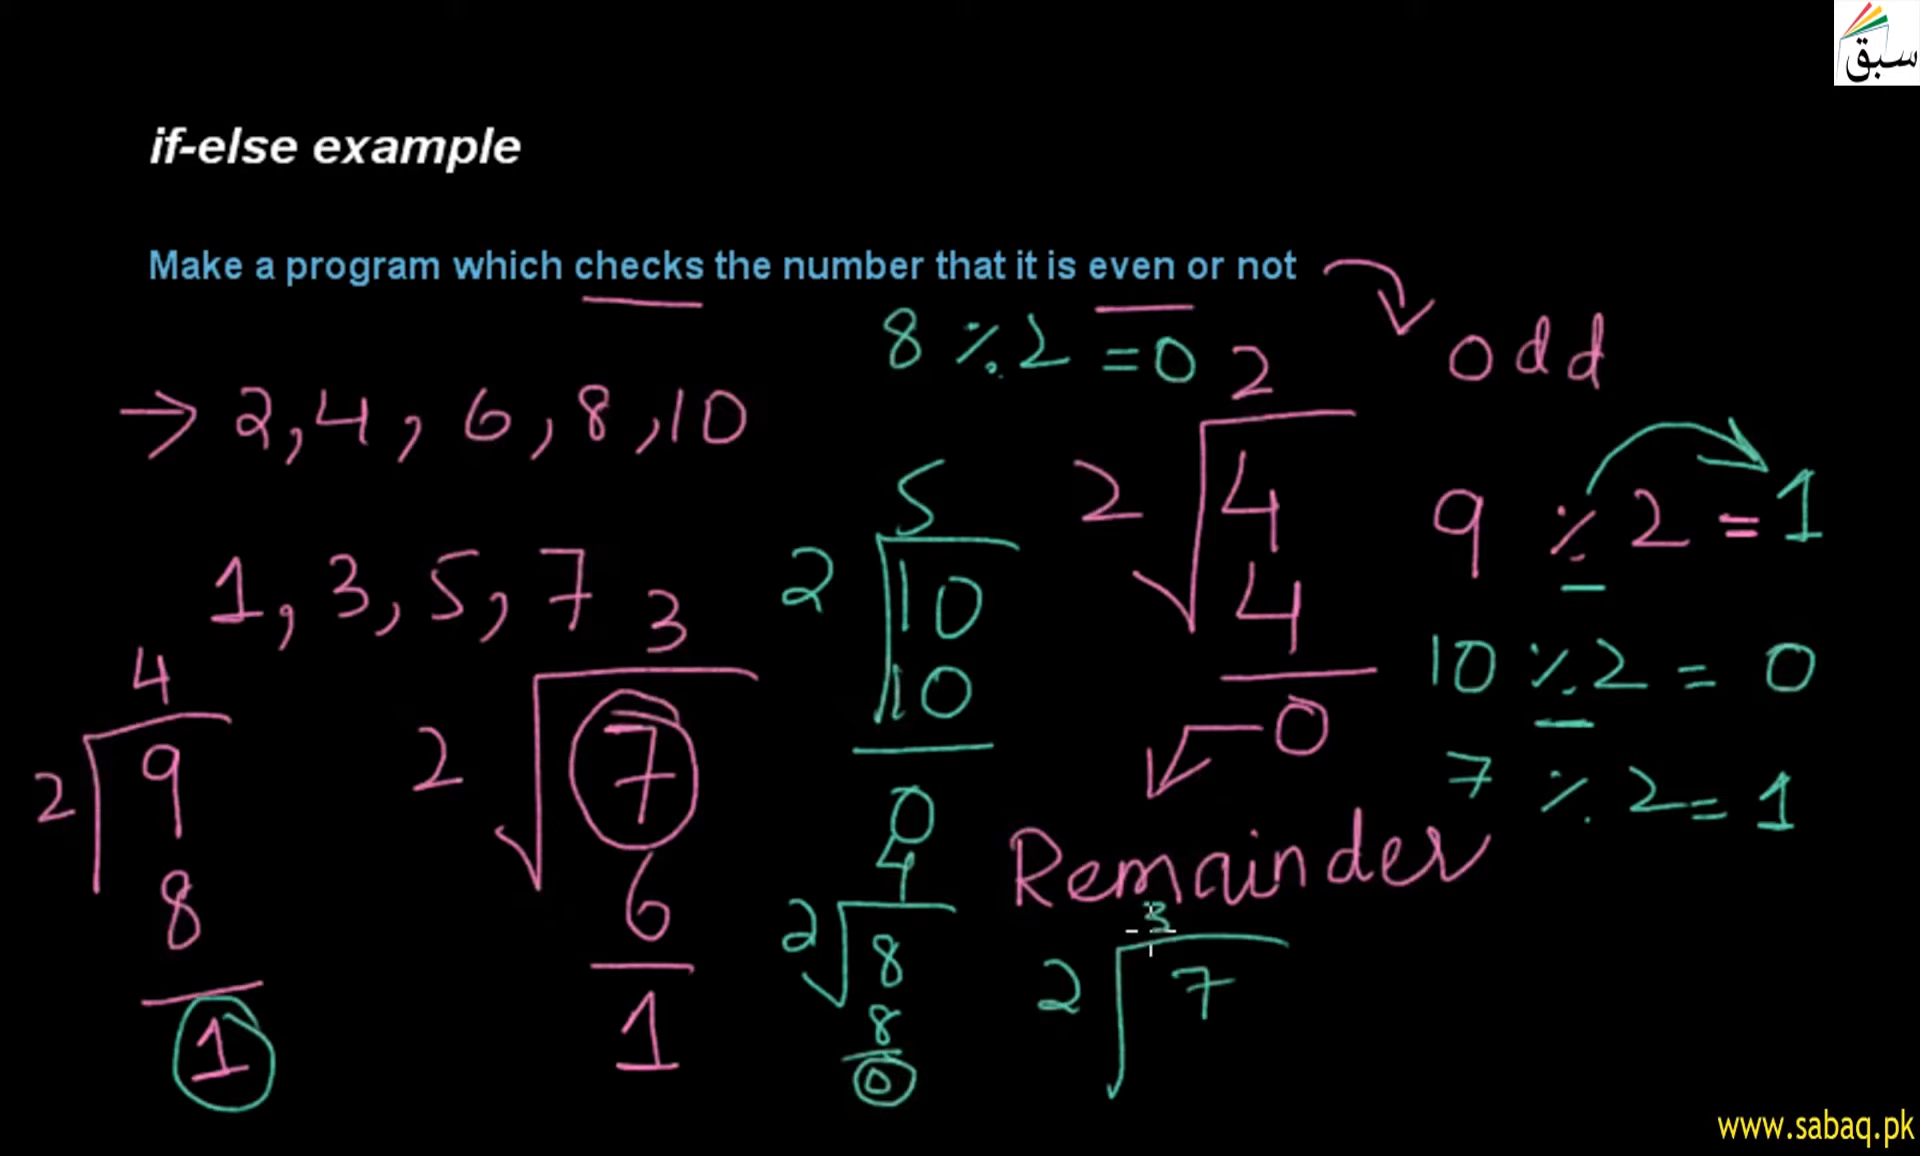 سبق
if-else example
Make a program which checks the number that it is even or not
odd
8 % 2 = 0
→ 2, 4, 6, 8, 10
1, 3, 5, 7
2
2 4
4
0
Remainder
9 % 2 = 1
10 % 2 = 0
7 % 2 = 1
5
2 10
10
0
3
2 7
6
1
4
2 9
8
1
4
2 8
8
0
3
2 7
www.sabaq.pk